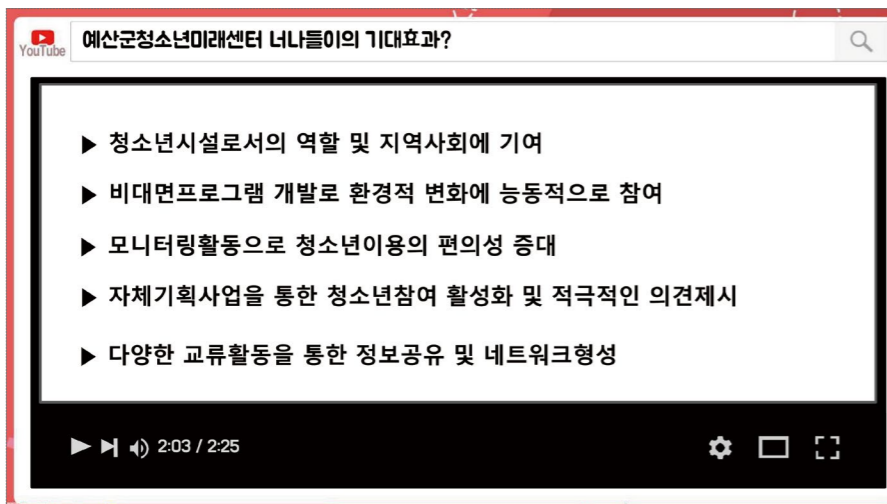 YouTube
예산군청소년미래센터 너나들이의 기대효과?
▶ 청소년시설로서의 역할 및 지역사회에 기여
▶ 비대면프로그램 개발로 환경적 변화에 능동적으로 참여
▶ 모니터링활동으로 청소년이용의 편의성 증대
▶ 자체기획사업을 통한 청소년참여 활성화 및 적극적인 의견제시
▶ 다양한 교류활동을 통한 정보공유 및 네트워크형성
2:03 / 2:25